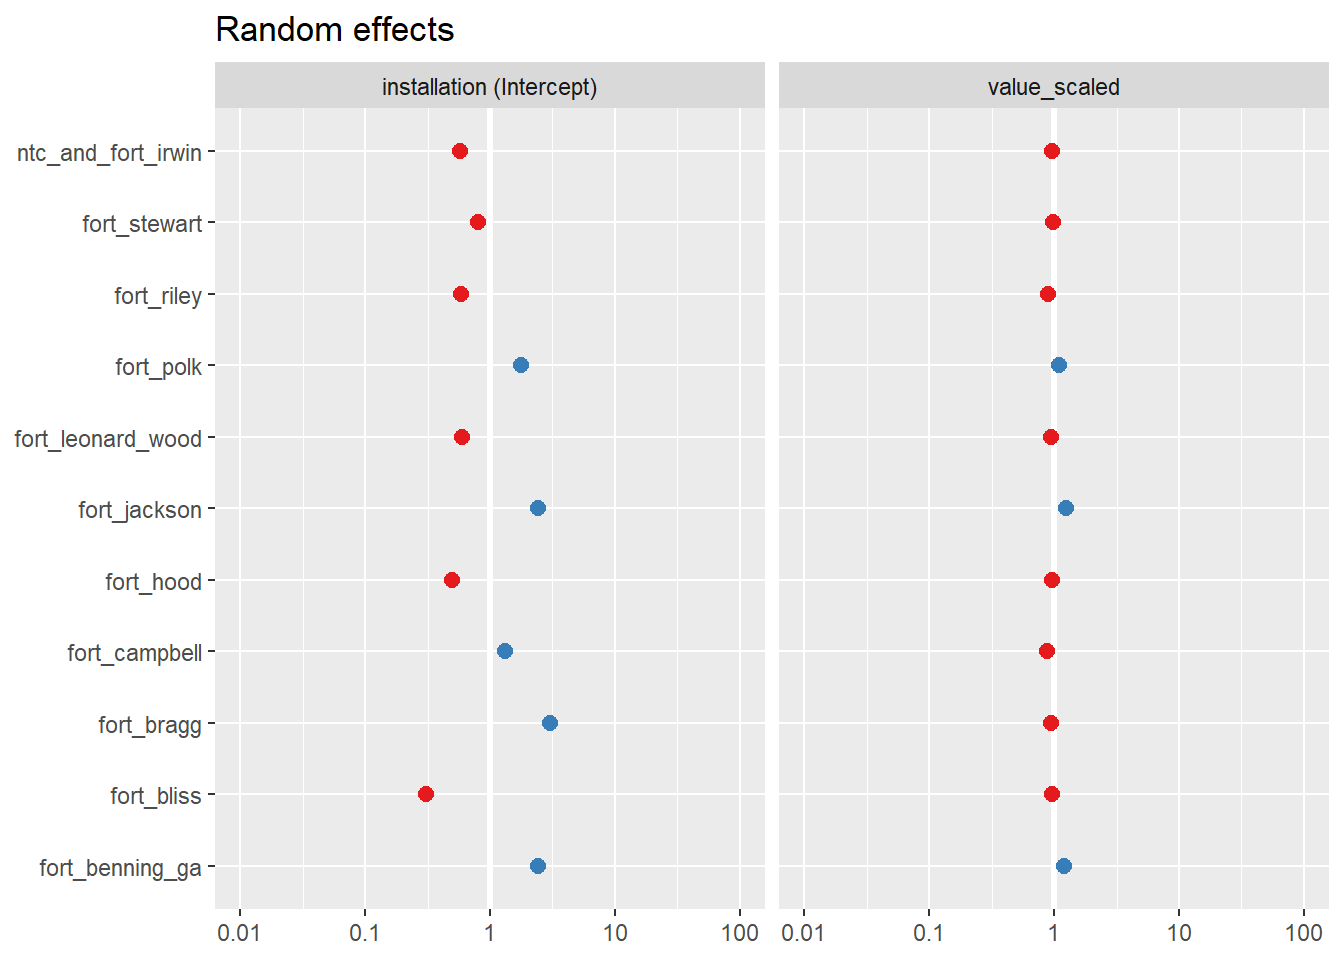 Random effects
installation (Intercept)
value_scaled
ntc_and_fort_irwin
fort_stewart
fort_riley
fort_polk
fort_leonard_wood
fort_jackson
fort_hood
fort_campbell
fort_bragg
fort_bliss
fort_benning_ga
0.01 0.1 1 10 100
0.01 0.1 1 10 100